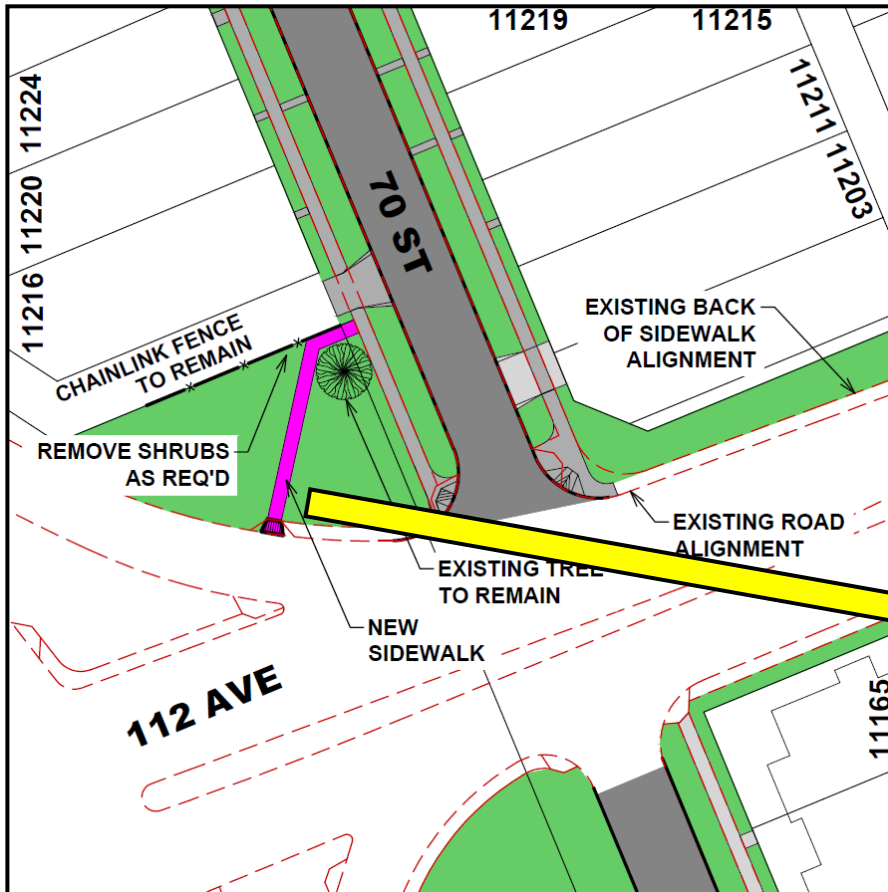 11219
11215
11224
11211
11220
11203
70 ST
11216
EXISTING BACK
OF SIDEWALK
ALIGNMENT
CHAINLINK FENCE
TO REMAIN
REMOVE SHRUBS
AS REQ'D
EXISTING ROAD
ALIGNMENT
EXISTING TREE
TO REMAIN
NEW
SIDEWALK
112 AVE
11165